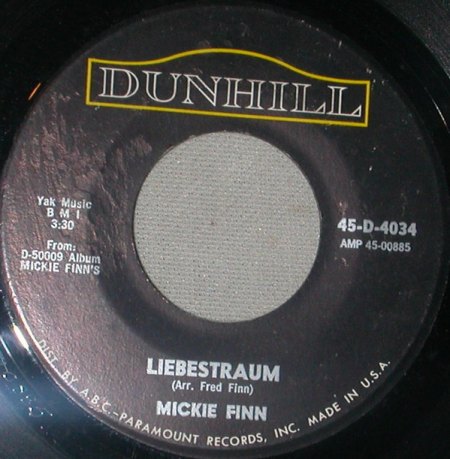 DUNHILL
Yak Music
B M I
3:30
From:
D-50009 Album
MICKIE FINN'S
45-D-4034
AMP 45-00885
LIEBESTRAUM
(Arr. Fred Finn)
MICKIE FINN
DIST. BY A.B.C.-PARAMOUNT RECORDS, INC. MADE IN U.S.A.